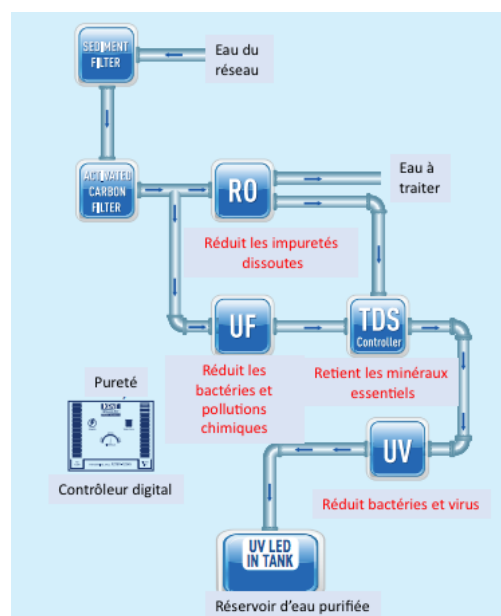 SEDIMENT
FILTER
Eau du
réseau
ACTIVATED
CARBON
FILTER
RO
Eau à
traiter
Réduit les impuretés
dissoutes
UF
TDS
Controller
Réduit les
bactéries et
pollutions
chimiques
Retient les minéraux
essentiels
Pureté
Contrôleur digital
UV
Réduit bactéries et virus
UV LED
IN TANK
Réservoir d’eau purifiée